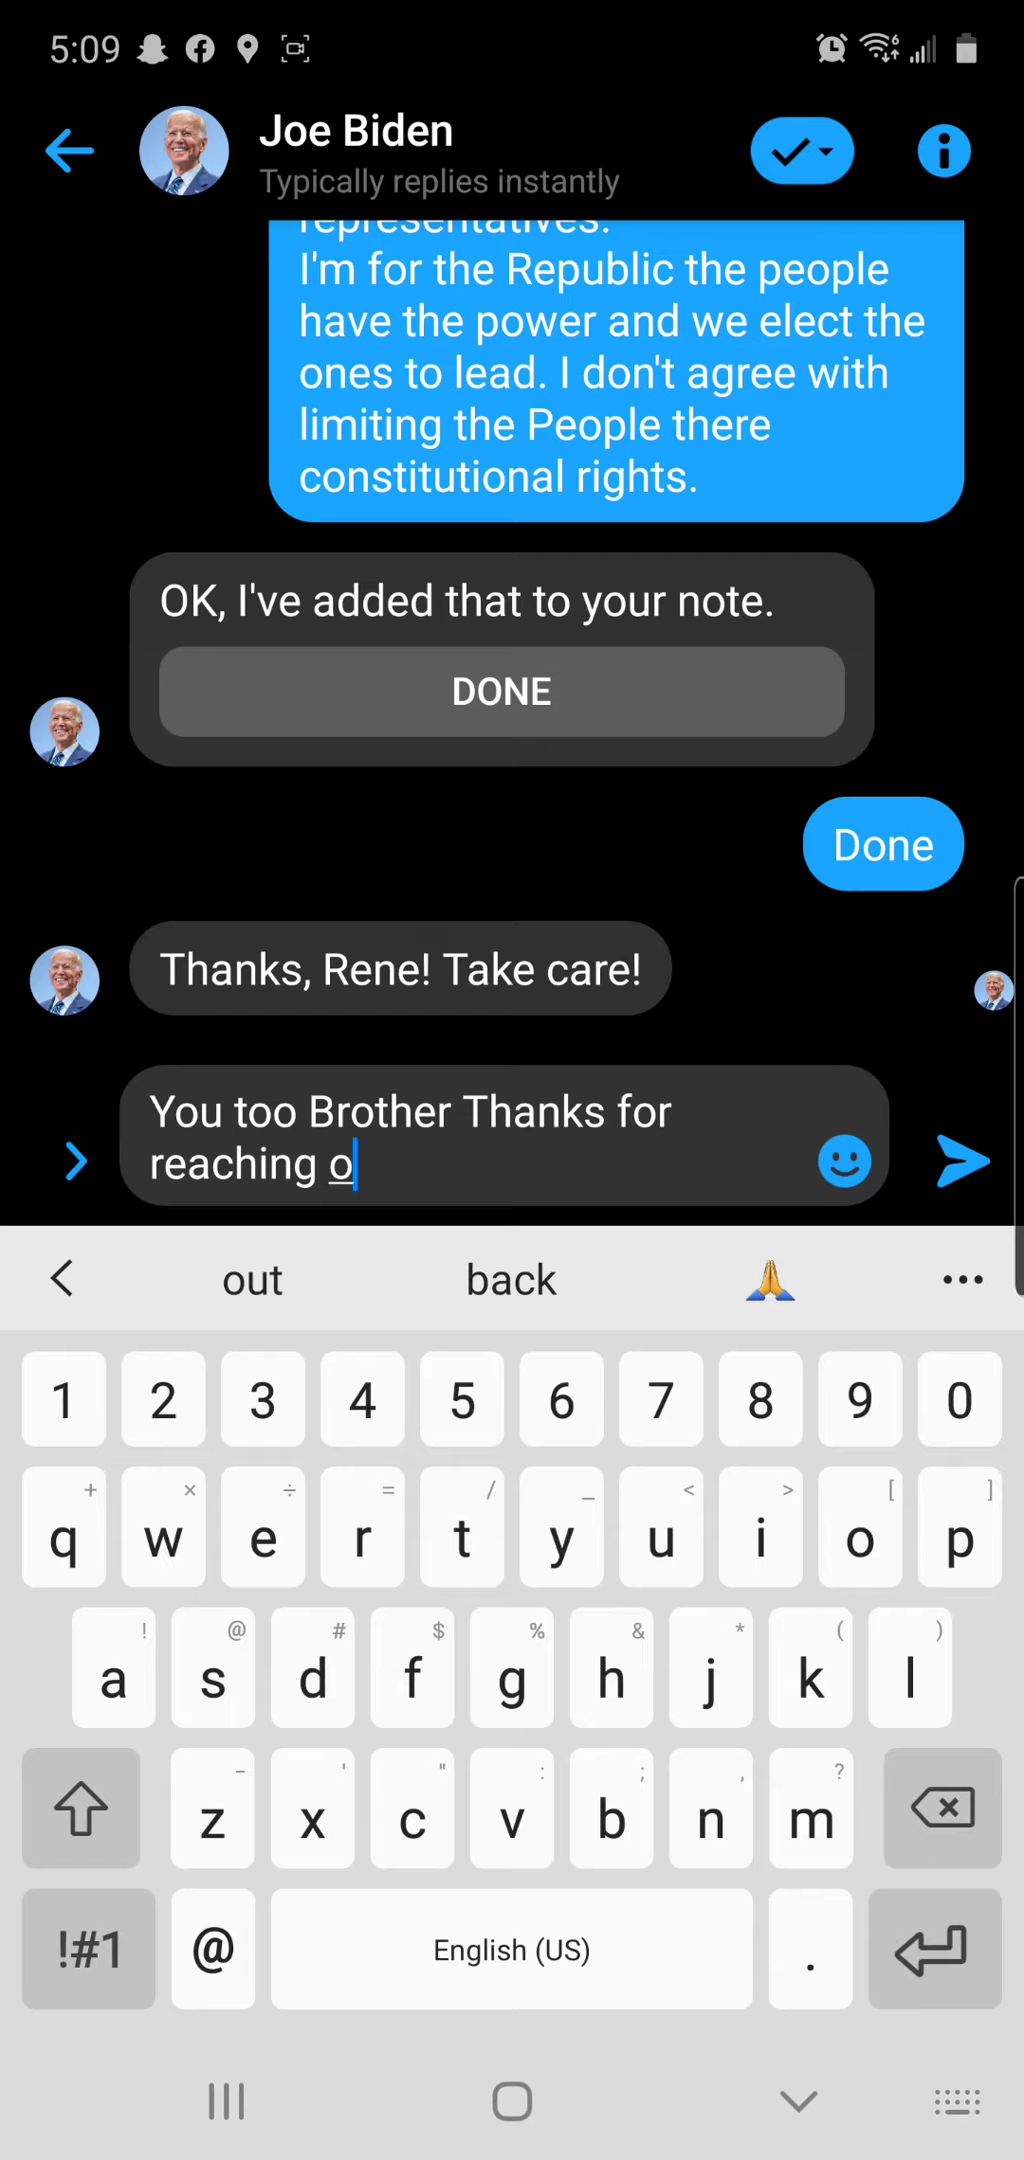 5:09
Joe Biden
Typically replies instantly
representatives.
I'm for the Republic the people
have the power and we elect the
ones to lead. I don't agree with
limiting the People there
constitutional rights.
OK, I've added that to your note.
DONE
Done
Thanks, Rene! Take care!
You too Brother Thanks for
reaching o
out back 🙏 •••
1 2 3 4 5 6 7 8 9 0
+ × ÷ = / _ < > [ ]
q w e r t y u i o p
! @ # $ % & * ( )
a s d f g h j k l
- ' " : ; , ?
z x c v b n m
!#1 @ English (US) .